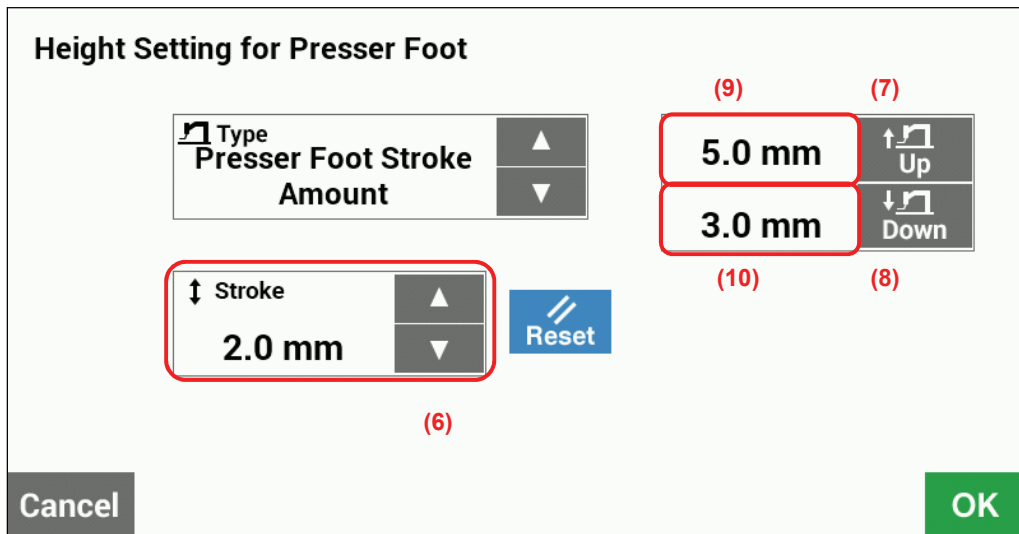 Height Setting for Presser Foot
(9)
(7)
Type
Presser Foot Stroke
Amount
▲
▼
5.0 mm
Up
3.0 mm
Down
(10)
(8)
Stroke
2.0 mm
▲
▼
Reset
(6)
Cancel
OK